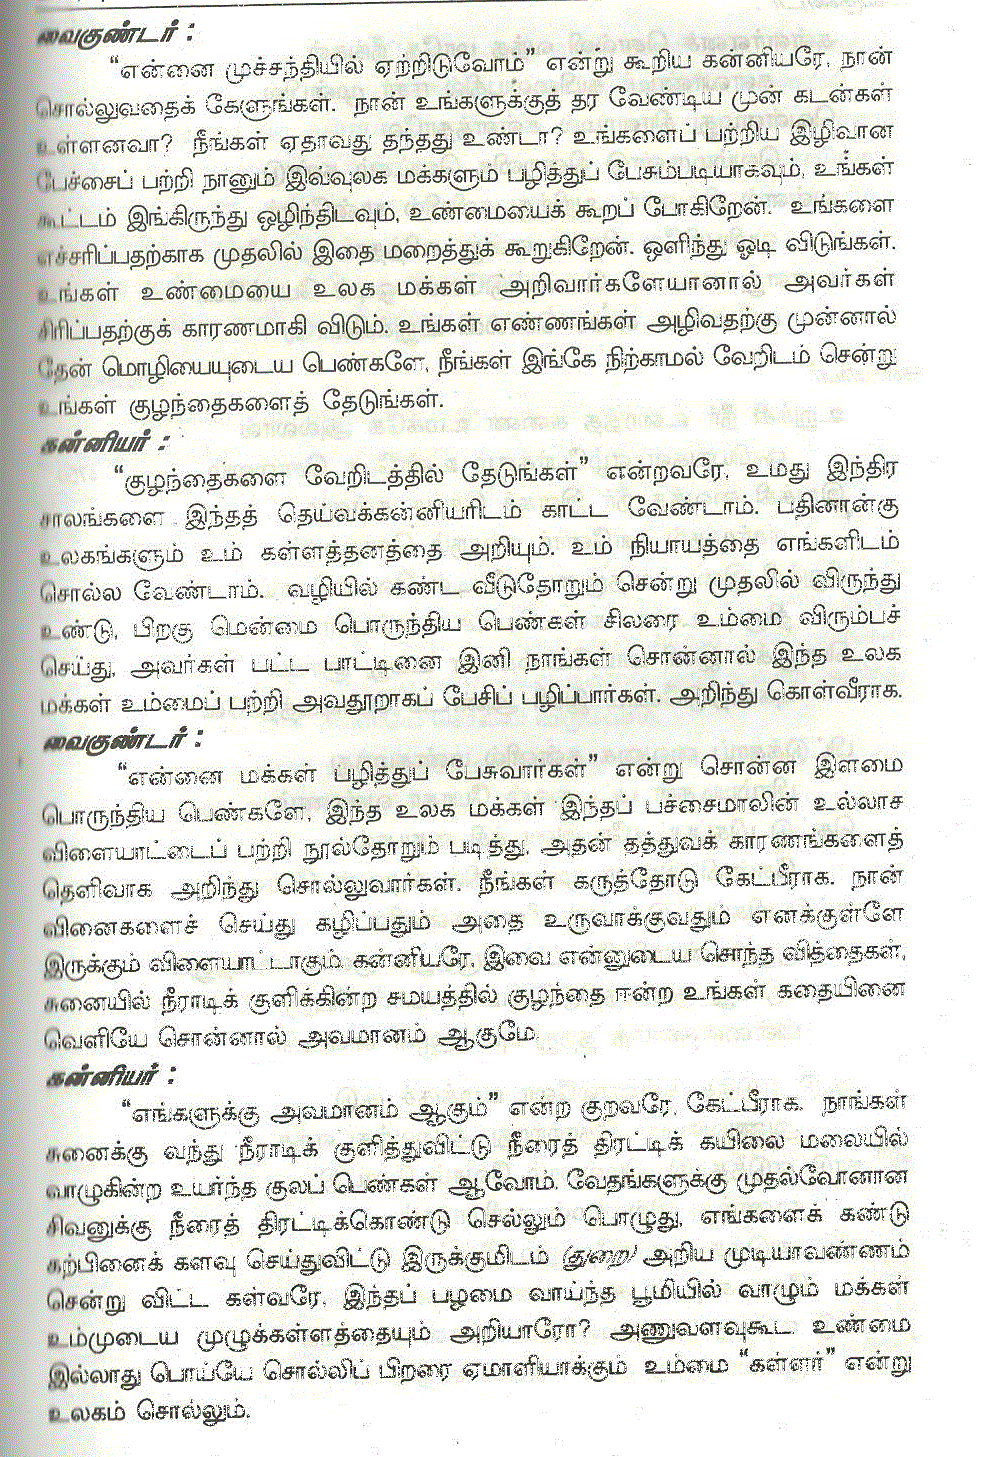 வைகுண்டர் :
“என்னை முச்சந்தியில் ஏற்றிடுவோம்” என்று கூறிய கன்னியரே, நான்
சொல்லுவதைக் கேளுங்கள். நான் உங்களுக்குத் தர வேண்டிய முன் கடன்கள்
உள்ளனவா? நீங்கள் ஏதாவது தந்தது உண்டா? உங்களைப் பற்றிய இழிவான
பேச்சைப் பற்றி நானும் இவ்வுலக மக்களும் பழித்துப் பேசும்படியாகவும், உங்கள்
கூட்டம் இங்கிருந்து ஒழிந்திடவும், உண்மையைக் கூறப் போகிறேன். உங்களை
எச்சரிப்பதற்காக முதலில் இதை மறைத்துக் கூறுகிறேன். ஒளிந்து ஓடி விடுங்கள்.
உங்கள் உண்மையை உலக மக்கள் அறிவார்களேயானால் அவர்கள்
சிரிப்பதற்குக் காரணமாகி விடும். உங்கள் எண்ணங்கள் அழிவதற்கு முன்னால்
தேன் மொழியையுடைய பெண்களே, நீங்கள் இங்கே நிற்காமல் வேறிடம் சென்று
உங்கள் குழந்தைகளைத் தேடுங்கள்.
கன்னியர் :
“குழந்தைகளை வேறிடத்தில் தேடுங்கள்” என்றவரே, உமது இந்திர
சாலங்களை இந்தத் தெய்வக்கன்னியரிடம் காட்ட வேண்டாம். பதினான்கு
உலகங்களும் உம் கள்ளத்தனத்தை அறியும். உம் நியாயத்தை எங்களிடம்
சொல்ல வேண்டாம். வழியில் கண்ட வீடுதோறும் சென்று முதலில் விருந்து
உண்டு, பிறகு மென்மை பொருந்திய பெண்கள் சிலரை உம்மை விரும்பச்
செய்து, அவர்கள் பட்ட பாட்டினை இனி நாங்கள் சொன்னால் இந்த உலக
மக்கள் உம்மைப் பற்றி அவதூறாகப் பேசிப் பழிப்பார்கள். அறிந்து கொள்வீராக.
வைகுண்டர் :
“என்னை மக்கள் பழித்துப் பேசுவார்கள்” என்று சொன்ன இளமை
பொருந்திய பெண்களே, இந்த உலக மக்கள் இந்தப் பச்சைமாலின் உல்லாச
விளையாட்டைப் பற்றி நூல்தோறும் படித்து, அதன் தத்துவக் காரணங்களைத்
தெளிவாக அறிந்து சொல்லுவார்கள். நீங்கள் கருத்தோடு கேட்பீராக. நான்
வினைகளைச் செய்து கழிப்பதும் அதை உருவாக்குவதும் எனக்குள்ளே
இருக்கும் விளையாட்டாகும். கன்னியரே, இவை என்னுடைய சொந்த வித்தைகள்,
சுனையில் நீராடிக் குளிக்கின்ற சமயத்தில் குழந்தை ஈன்ற உங்கள் கதையினை
வெளியே சொன்னால் அவமானம் ஆகுமே.
கன்னியர் :
“எங்களுக்கு அவமானம் ஆகும்” என்ற குறவரே, கேட்பீராக. நாங்கள்
சுனைக்கு வந்து நீராடிக் குளித்துவிட்டு நீரைத் திரட்டிக் கயிலை மலையில்
வாழுகின்ற உயர்ந்த குலப் பெண்கள் ஆவோம். வேதங்களுக்கு முதல்வோனான
சிவனுக்கு நீரைத் திரட்டிக்கொண்டு செல்லும் பொழுது, எங்களைக் கண்டு
கற்பினைக் களவு செய்துவிட்டு இருக்குமிடம் (துறை) அறிய முடியாவண்ணம்
சென்று விட்ட கள்வரே, இந்தப் பழமை வாய்ந்த பூமியில் வாழும் மக்கள்
உம்முடைய முழுக்கள்ளத்தையும் அறியாரோ? அணுவளவுகூட உண்மை
இல்லாது பொய்யே சொல்லிப் பிறரை ஏமாளியாக்கும் உம்மை “கள்ளர்” என்று
உலகம் சொல்லும்.